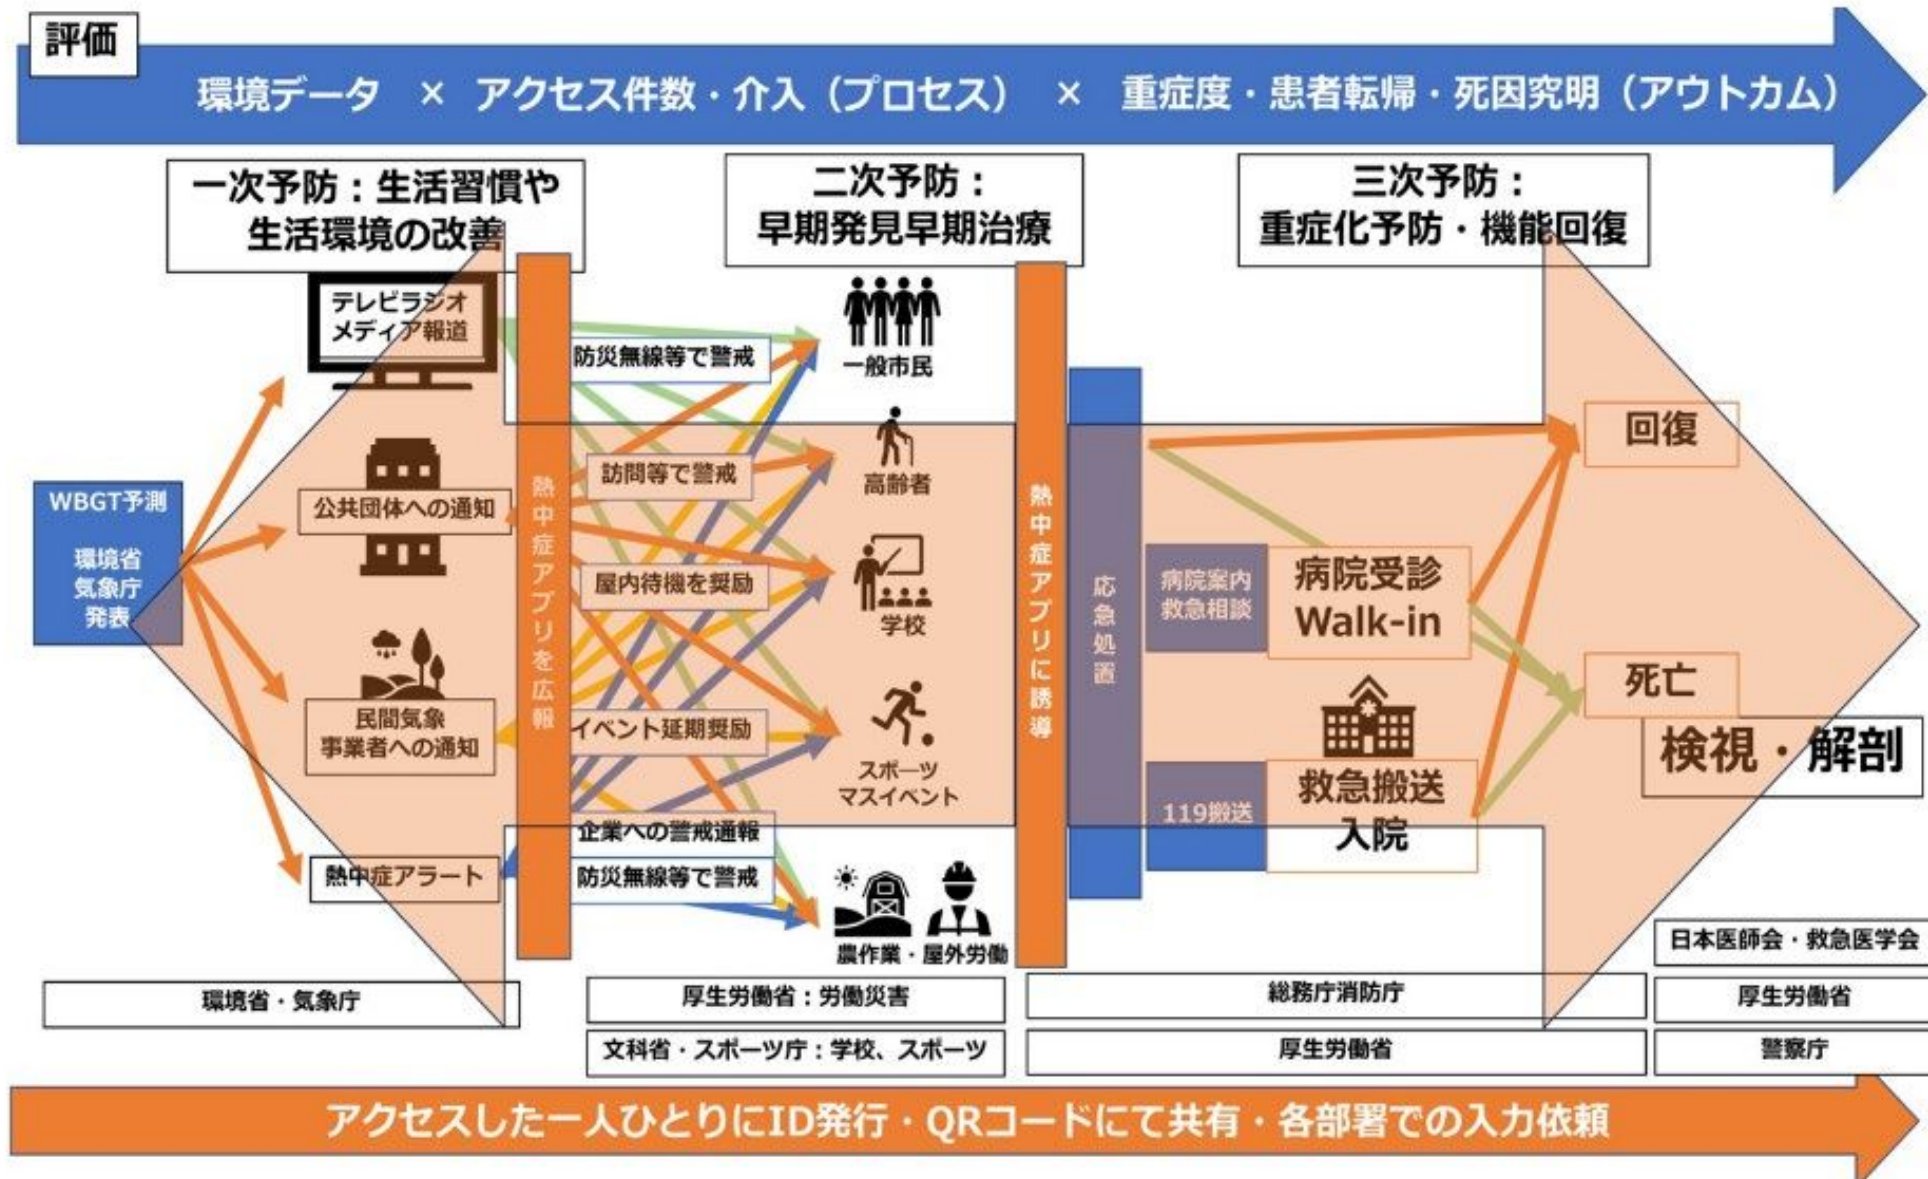 評価
環境データ × アクセス件数・介入（プロセス） × 重症度・患者転帰・死因究明（アウトカム）
一次予防：生活習慣や
生活環境の改善
二次予防：
早期発見早期治療
三次予防：
重症化予防・機能回復
WBGT予測
環境省
気象庁
発表
テレビラジオ
メディア報道
公共団体への通知
民間気象
事業者への通知
熱中症アラート
熱中症アプリを広報
防災無線等で警戒
訪問等で警戒
屋内待機を奨励
イベント延期奨励
企業への警戒通報
防災無線等で警戒
一般市民
高齢者
学校
スポーツ
マスイベント
農作業・屋外労働
熱中症アプリに誘導
応急処置
病院案内
救急相談
119搬送
病院受診
Walk-in
救急搬送
入院
回復
死亡
検視・解剖
環境省・気象庁
厚生労働省：労働災害
文科省・スポーツ庁：学校、スポーツ
総務庁消防庁
厚生労働省
日本医師会・救急医学会
厚生労働省
警察庁
アクセスした一人ひとりにID発行・QRコードにて共有・各部署での入力依頼